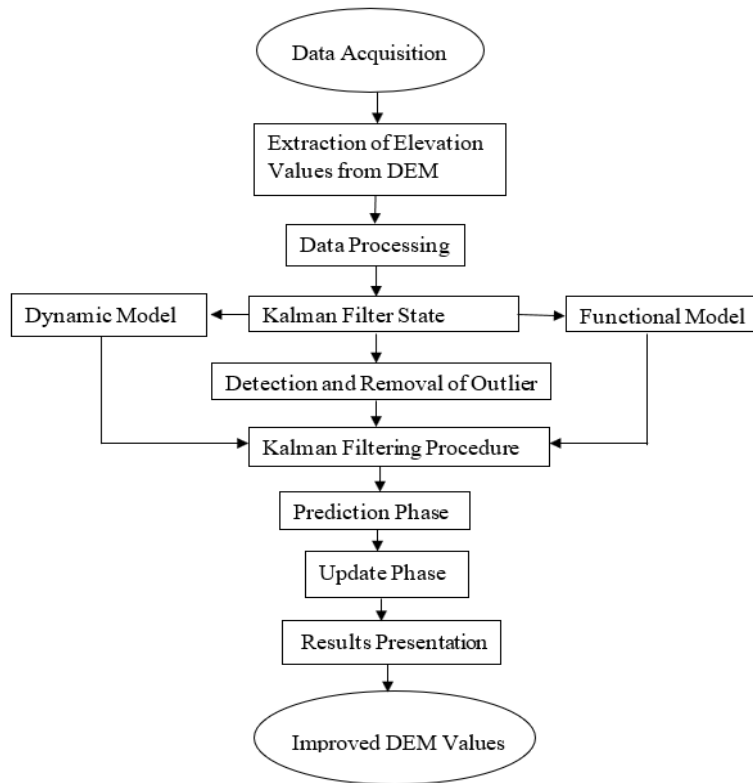 Data Acquisition
Extraction of Elevation
Values from DEM
Data Processing
Dynamic Model
Kalman Filter State
Functional Model
Detection and Removal of Outlier
Kalman Filtering Procedure
Prediction Phase
Update Phase
Results Presentation
Improved DEM Values